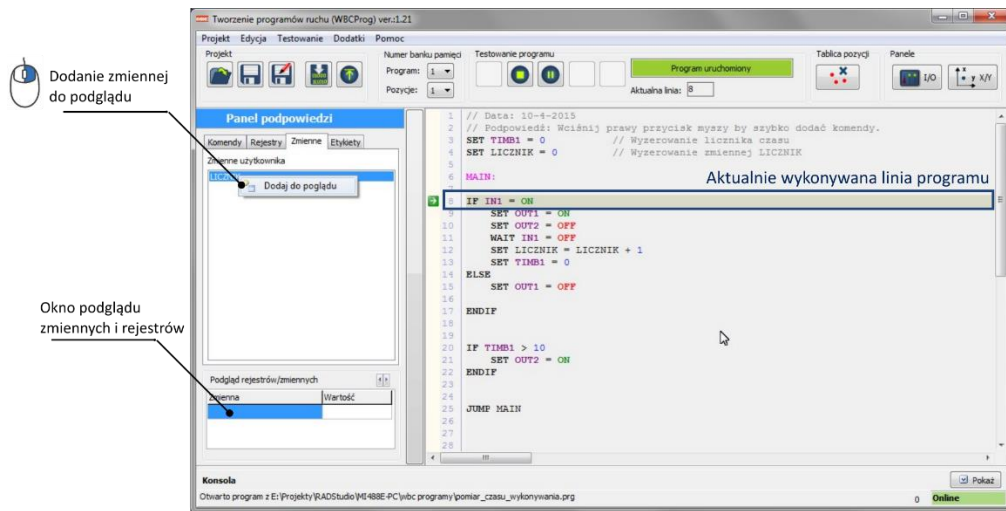 Tworzenie programów ruchu (WBCProg) ver.:1.21
Projekt Edycja Testowanie Dodatki Pomoc
Projekt
Numer banku pamięci
Testowanie programu
Tablica pozycji
Panele
Program: 1
Pozycje: 1
Program uruchomiony
Aktualna linia: 8
I/O
X/Y
Dodanie zmiennej
do podglądu
Panel podpowiedzi
Komendy Rejestry Zmienne Etykiety
Zmienne użytkownika
Dodaj do poglądu
Okno podglądu
zmiennych i rejestrów
Podgląd rejestrów/zmiennych
Zmienna Wartość
1 // Data: 10-4-2015
2 // Podpowiedź: Wciśnij prawy przycisk myszy by szybko dodać komendy.
3 SET TIMB1 = 0 // Wyzerowanie licznika czasu
4 SET LICZNIK = 0 // Wyzerowanie zmiennej LICZNIK
5
6 MAIN:
Aktualnie wykonywana linia programu
8 IF IN1 = ON
9 SET OUT1 = ON
10 SET OUT2 = OFF
11 WAIT IN1 = OFF
12 SET LICZNIK = LICZNIK + 1
13 SET TIMB1 = 0
14 ELSE
15 SET OUT1 = OFF
16
17 ENDIF
18
19
20 IF TIMB1 > 10
21 SET OUT2 = ON
22 ENDIF
23
24
25 JUMP MAIN
26
27
28
Konsola
Pokaż
Otwarto program z E:\Projekty\RADStudio\MI488E-PC\wbc programy\pomiar_czasu_wykonywania.prg
0 Online